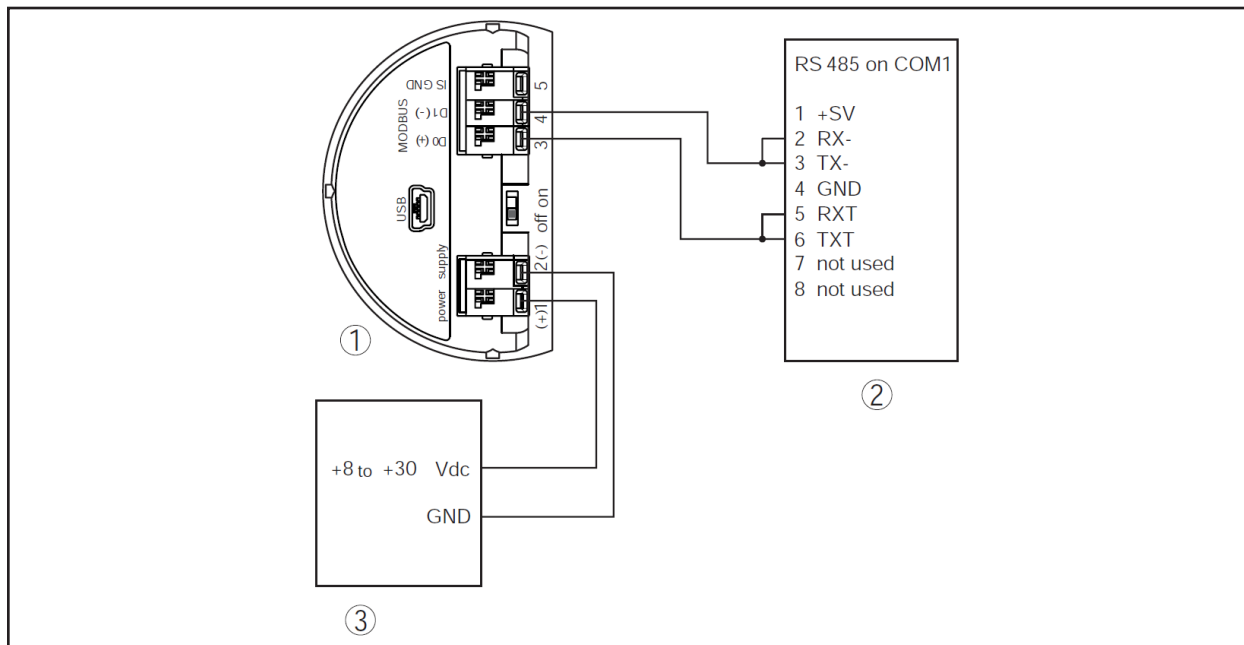 IS GND
D1 (-)
D0 (+)
MODBUS
USB
power supply
5
4
3
off on
2(-)
(+)1
1
RS 485 on COM1
1 +SV
2 RX-
3 TX-
4 GND
5 RXT
6 TXT
7 not used
8 not used
2
+8 to +30 Vdc
GND
3